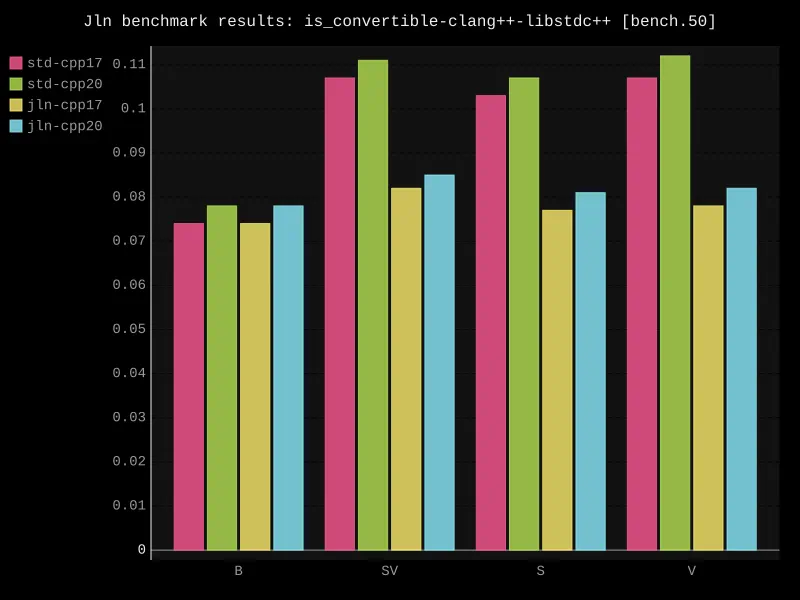 Jln benchmark results: is_convertible-clang++-libstdc++ [bench.50]
std-cpp17
std-cpp20
jln-cpp17
jln-cpp20
0.11
0.1
0.09
0.08
0.07
0.06
0.05
0.04
0.03
0.02
0.01
0
B SV S V